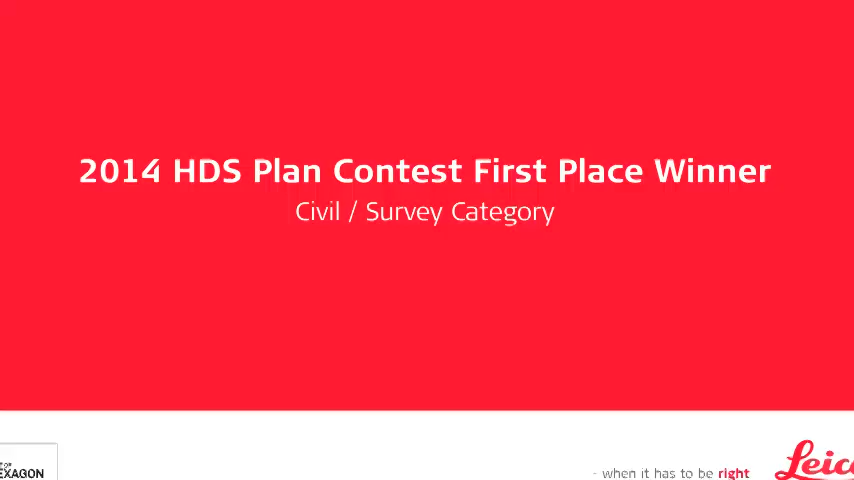 2014 HDS Plan Contest First Place Winner
Civil / Survey Category
- when it has to be right